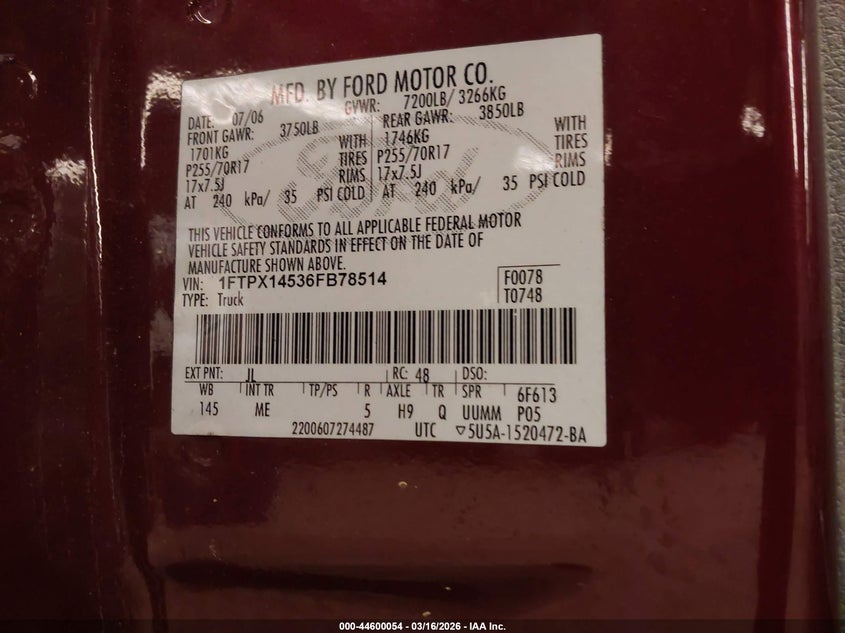 MFD. BY FORD MOTOR CO.
DATE: 07/06 GVWR: 7200LB/ 3266KG
FRONT GAWR: 3750LB REAR GAWR: 3850LB
1701KG WITH 1746KG WITH
P255/70R17 TIRES P255/70R17 TIRES
17x7.5J RIMS 17x7.5J RIMS
AT 240 kPa/ 35 PSI COLD AT 240 kPa/ 35 PSI COLD
Ford
THIS VEHICLE CONFORMS TO ALL APPLICABLE FEDERAL MOTOR
VEHICLE SAFETY STANDARDS IN EFFECT ON THE DATE OF
MANUFACTURE SHOWN ABOVE.
VIN: 1FTPX14536FB78514 F0078
TYPE: Truck T0748
EXT PNT: JL RC: 48 DSO:
WB INT TR TP/PS R AXLE TR SPR 6F613
145 ME 5 H9 Q UUMM P05
2200607274487 UTC ▽5U5A-1520472-BA
000-44600054 - 03/16/2026 - IAA Inc.